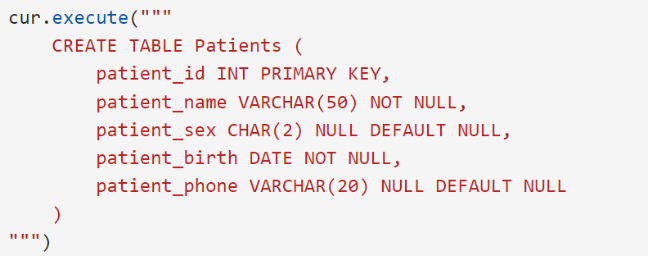 cur.execute("""
    CREATE TABLE Patients (
        patient_id INT PRIMARY KEY,
        patient_name VARCHAR(50) NOT NULL,
        patient_sex CHAR(2) NULL DEFAULT NULL,
        patient_birth DATE NOT NULL,
        patient_phone VARCHAR(20) NULL DEFAULT NULL
    )
""")